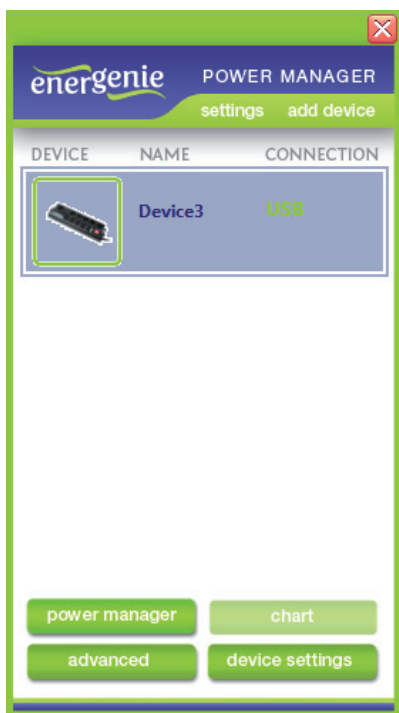 energenie POWER MANAGER
settings add device
DEVICE NAME CONNECTION
Device3 USB
power manager chart
advanced device settings